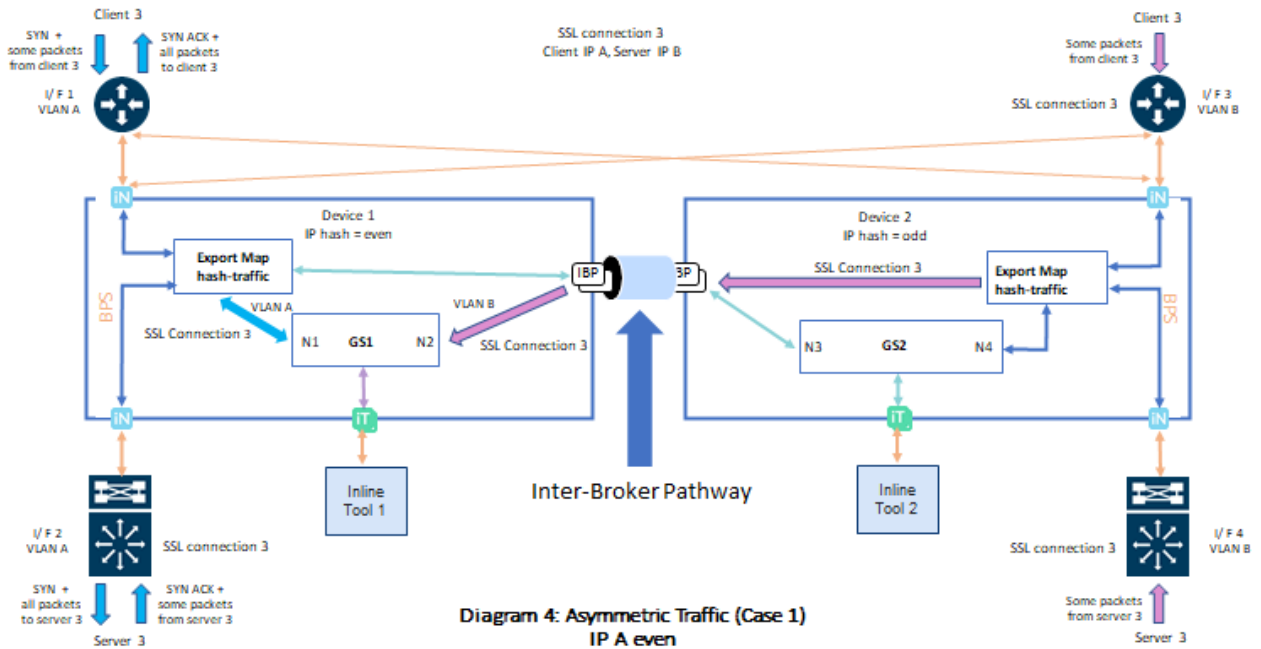 Client 3
SYN +
some packets
from client 3
SYN ACK +
all packets
to client 3
I/F 1
VLAN A
SSL connection 3
Client IP A, Server IP B
Client 3
Some packets
from client 3
SSL connection 3
I/F 3
VLAN B
iN
iN
Device 1
IP hash = even
Device 2
IP hash = odd
Export Map
hash-traffic
IBP
BP
SSL Connection 3
Export Map
hash-traffic
BPS
VLAN A
VLAN B
SSL Connection 3
SSL Connection 3
N1 GS1 N2
N3 GS2 N4
BPS
iN
iT
iT
iN
Inline
Tool 1
Inter-Broker Pathway
Inline
Tool 2
I/F 2
VLAN A
SSL connection 3
SSL connection 3
I/F 4
VLAN B
SYN +
all packets
to server 3
SYN ACK +
some packets
from server 3
Server 3
Some packets
from server 3
Server 3
Diagram 4: Asymmetric Traffic (Case 1)
IP A even